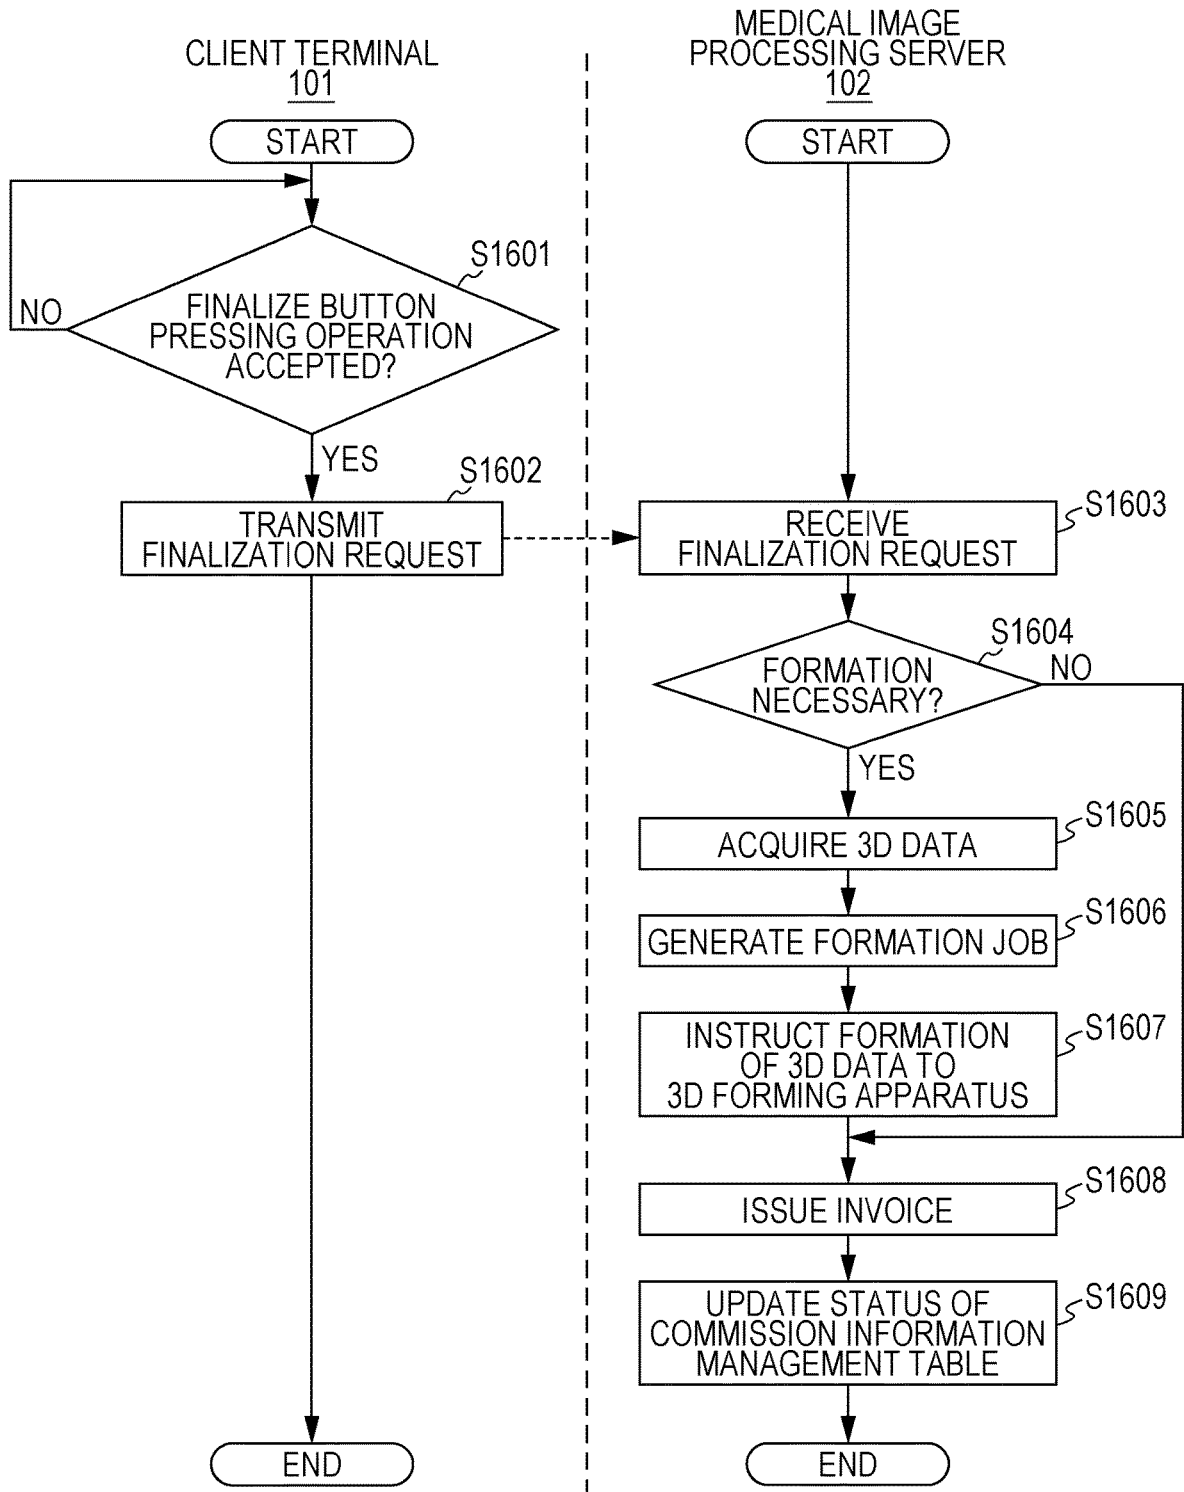 CLIENT TERMINAL
101
START
S1601
FINALIZE BUTTON
PRESSING OPERATION
ACCEPTED?
NO
YES
S1602
TRANSMIT
FINALIZATION REQUEST
END
MEDICAL IMAGE
PROCESSING SERVER
102
START
S1603
RECEIVE
FINALIZATION REQUEST
S1604
FORMATION
NECESSARY?
NO
YES
S1605
ACQUIRE 3D DATA
S1606
GENERATE FORMATION JOB
S1607
INSTRUCT FORMATION
OF 3D DATA TO
3D FORMING APPARATUS
S1608
ISSUE INVOICE
S1609
UPDATE STATUS OF
COMMISSION INFORMATION
MANAGEMENT TABLE
END